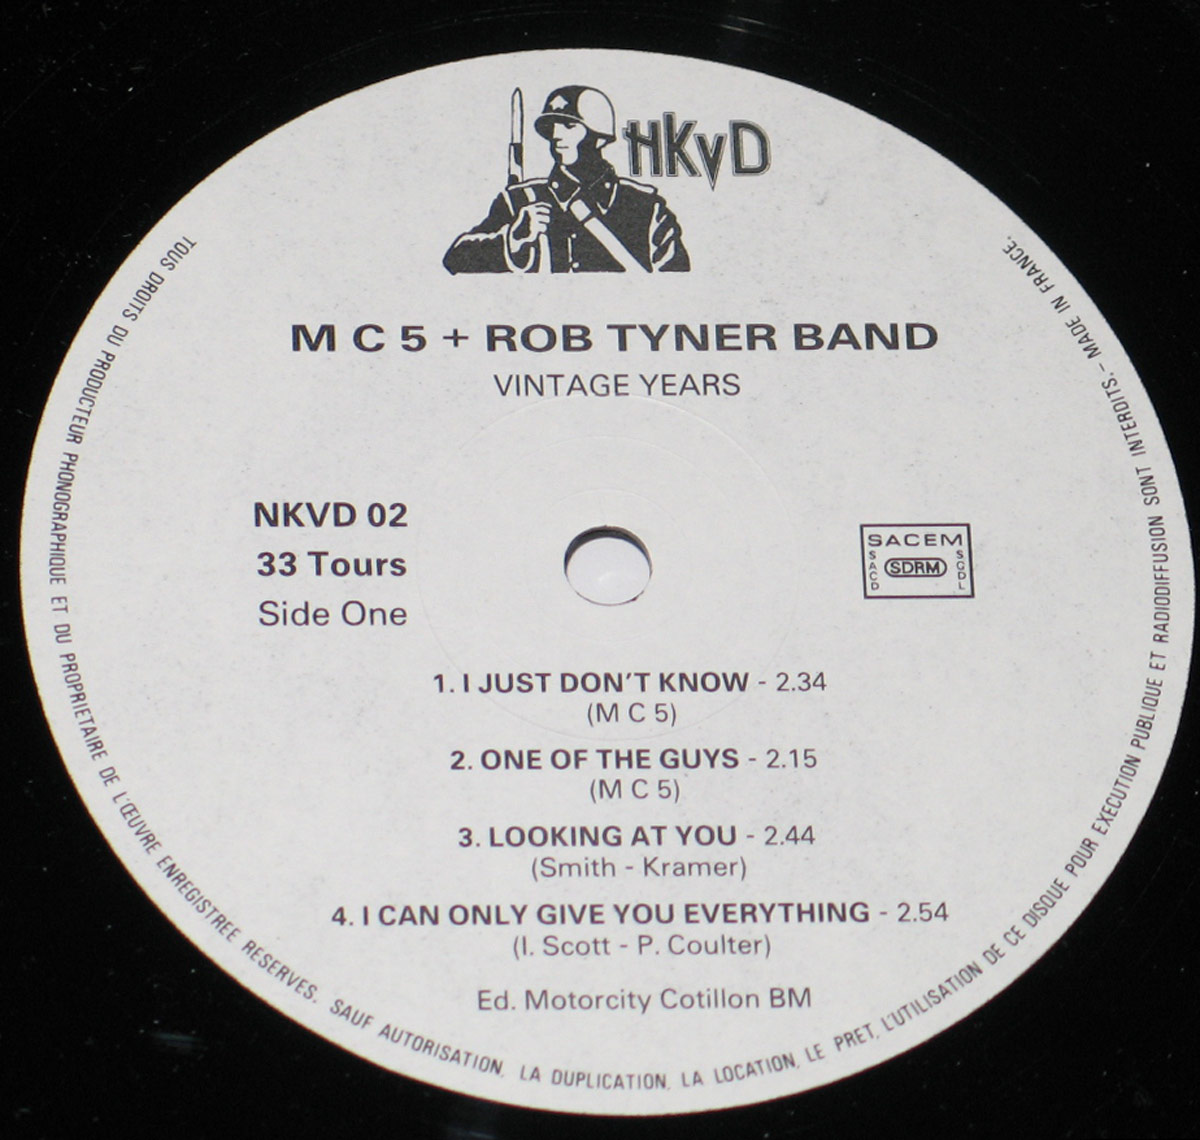 NKVD
M C 5 + ROB TYNER BAND
VINTAGE YEARS
NKVD 02
33 Tours
Side One
SACEM
SACD
SDRM
SGDL
1. I JUST DON'T KNOW - 2.34
(M C 5)
2. ONE OF THE GUYS - 2.15
(M C 5)
3. LOOKING AT YOU - 2.44
(Smith - Kramer)
4. I CAN ONLY GIVE YOU EVERYTHING - 2.54
(I. Scott - P. Coulter)
Ed. Motorcity Cotillon BM
TOUS DROITS DU PRODUCTEUR PHONOGRAPHIQUE ET DU PROPRIETAIRE DE L'ŒUVRE ENREGISTREE RESERVES. SAUF AUTORISATION, LA DUPLICATION, LA LOCATION, LE PRET, L'UTILISATION DE CE DISQUE POUR EXECUTION PUBLIQUE ET RADIODIFFUSION SONT INTERDITS.- MADE IN FRANCE.